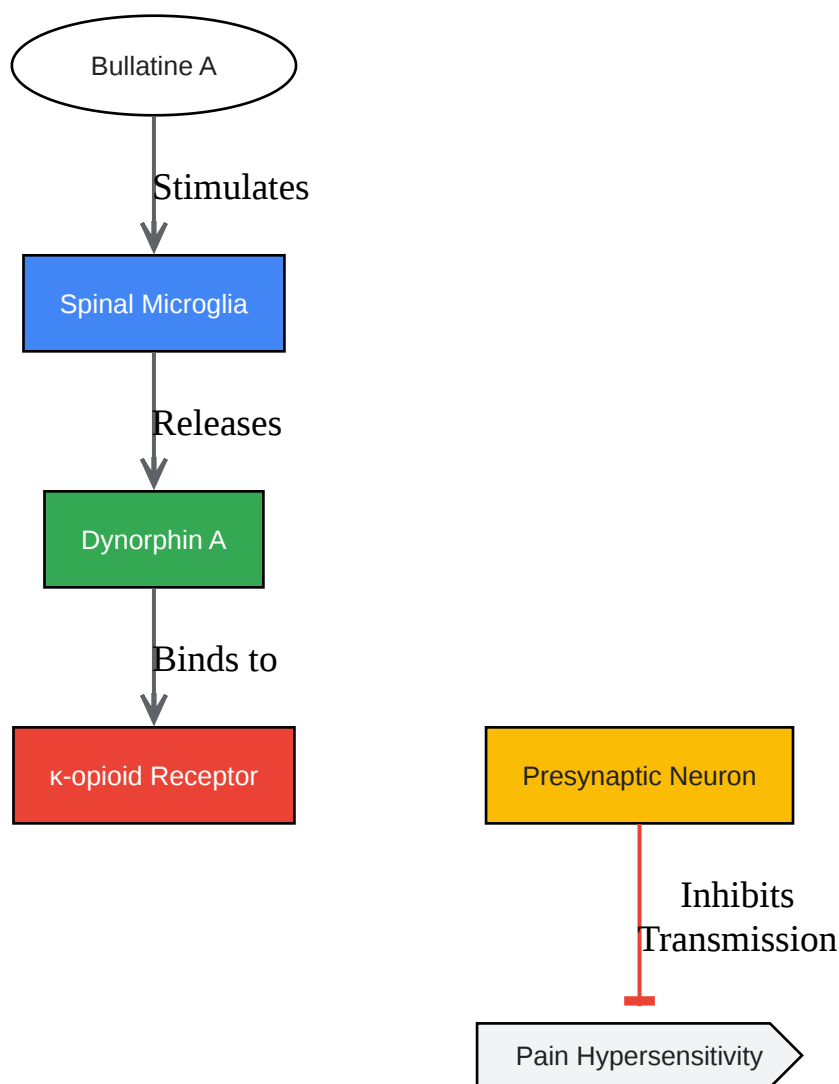 Bullatine A
Stimulates
Spinal Microglia
Releases
Dynorphin A
Binds to
κ-opioid Receptor
Presynaptic Neuron
Inhibits
Transmission
Pain Hypersensitivity